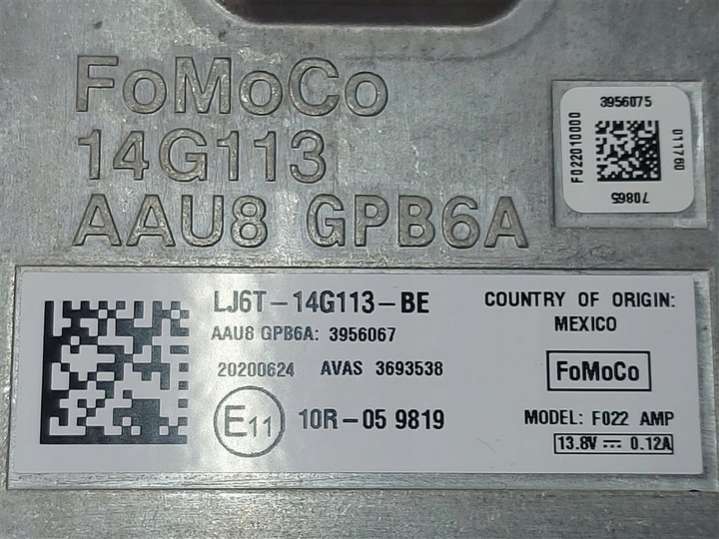 FoMoCo
14G113
AAU8 GPB6A
3956075
F022010000
011760
70865
LJ6T-14G113-BE
AAU8 GPB6A: 3956067
20200624 AVAS 3693538
E11 10R-05 9819
COUNTRY OF ORIGIN:
MEXICO
FoMoCo
MODEL: F022 AMP
13.8V ⎓ 0.12A